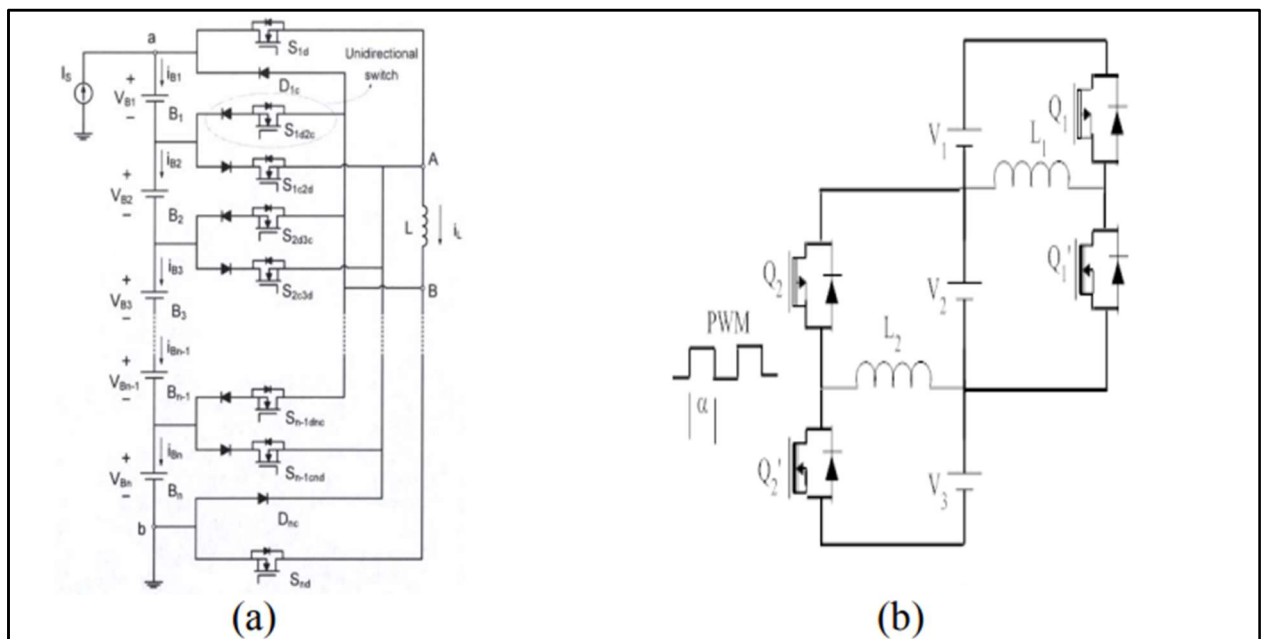 a
S1d
Unidirectional
switch
IS
+
iB1
VB1
−
B1
D1c
S1d2c
iB2
A
+
VB2
−
B2
S1c2d
S2d3c
L
iL
iB3
+
VB3
−
B3
S2c3d
B
iBn-1
+
VBn-1
−
Bn-1
Sn-1dnc
iBn
+
VBn
−
Bn
Sn-1cnd
Dnc
b
Snd
(a)
V1
L1
Q1
Q1'
Q2
V2
PWM
L2
α
Q2'
V3
(b)